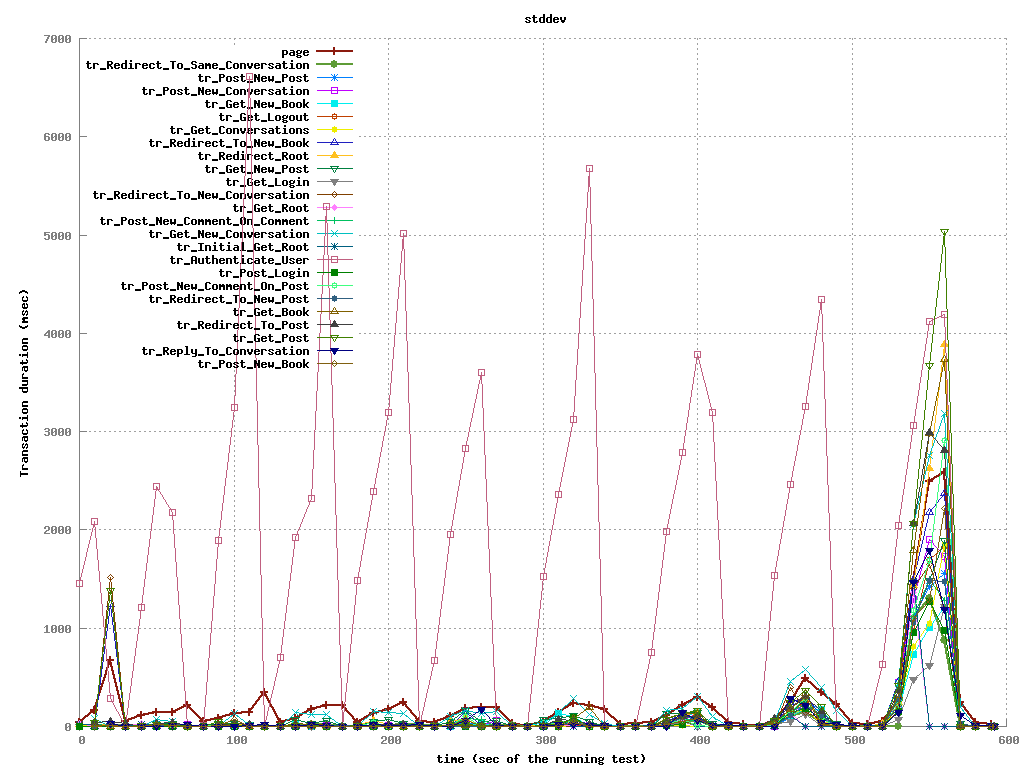 stddev
7000
6000
5000
4000
3000
2000
1000
0
Transaction duration (msec)
page
tr_Redirect_To_Same_Conversation
tr_Post_New_Post
tr_Post_New_Conversation
tr_Get_New_Book
tr_Get_Logout
tr_Get_Conversations
tr_Redirect_To_New_Book
tr_Redirect_Root
tr_Get_New_Post
tr_Get_Login
tr_Redirect_To_New_Conversation
tr_Get_Root
tr_Post_New_Comment_On_Comment
tr_Get_New_Conversation
tr_Initial_Get_Root
tr_Authenticate_User
tr_Post_Login
tr_Post_New_Comment_On_Post
tr_Redirect_To_New_Post
tr_Get_Book
tr_Redirect_To_Post
tr_Get_Post
tr_Reply_To_Conversation
tr_Post_New_Book
0 100 200 300 400 500 600
time (sec of the running test)